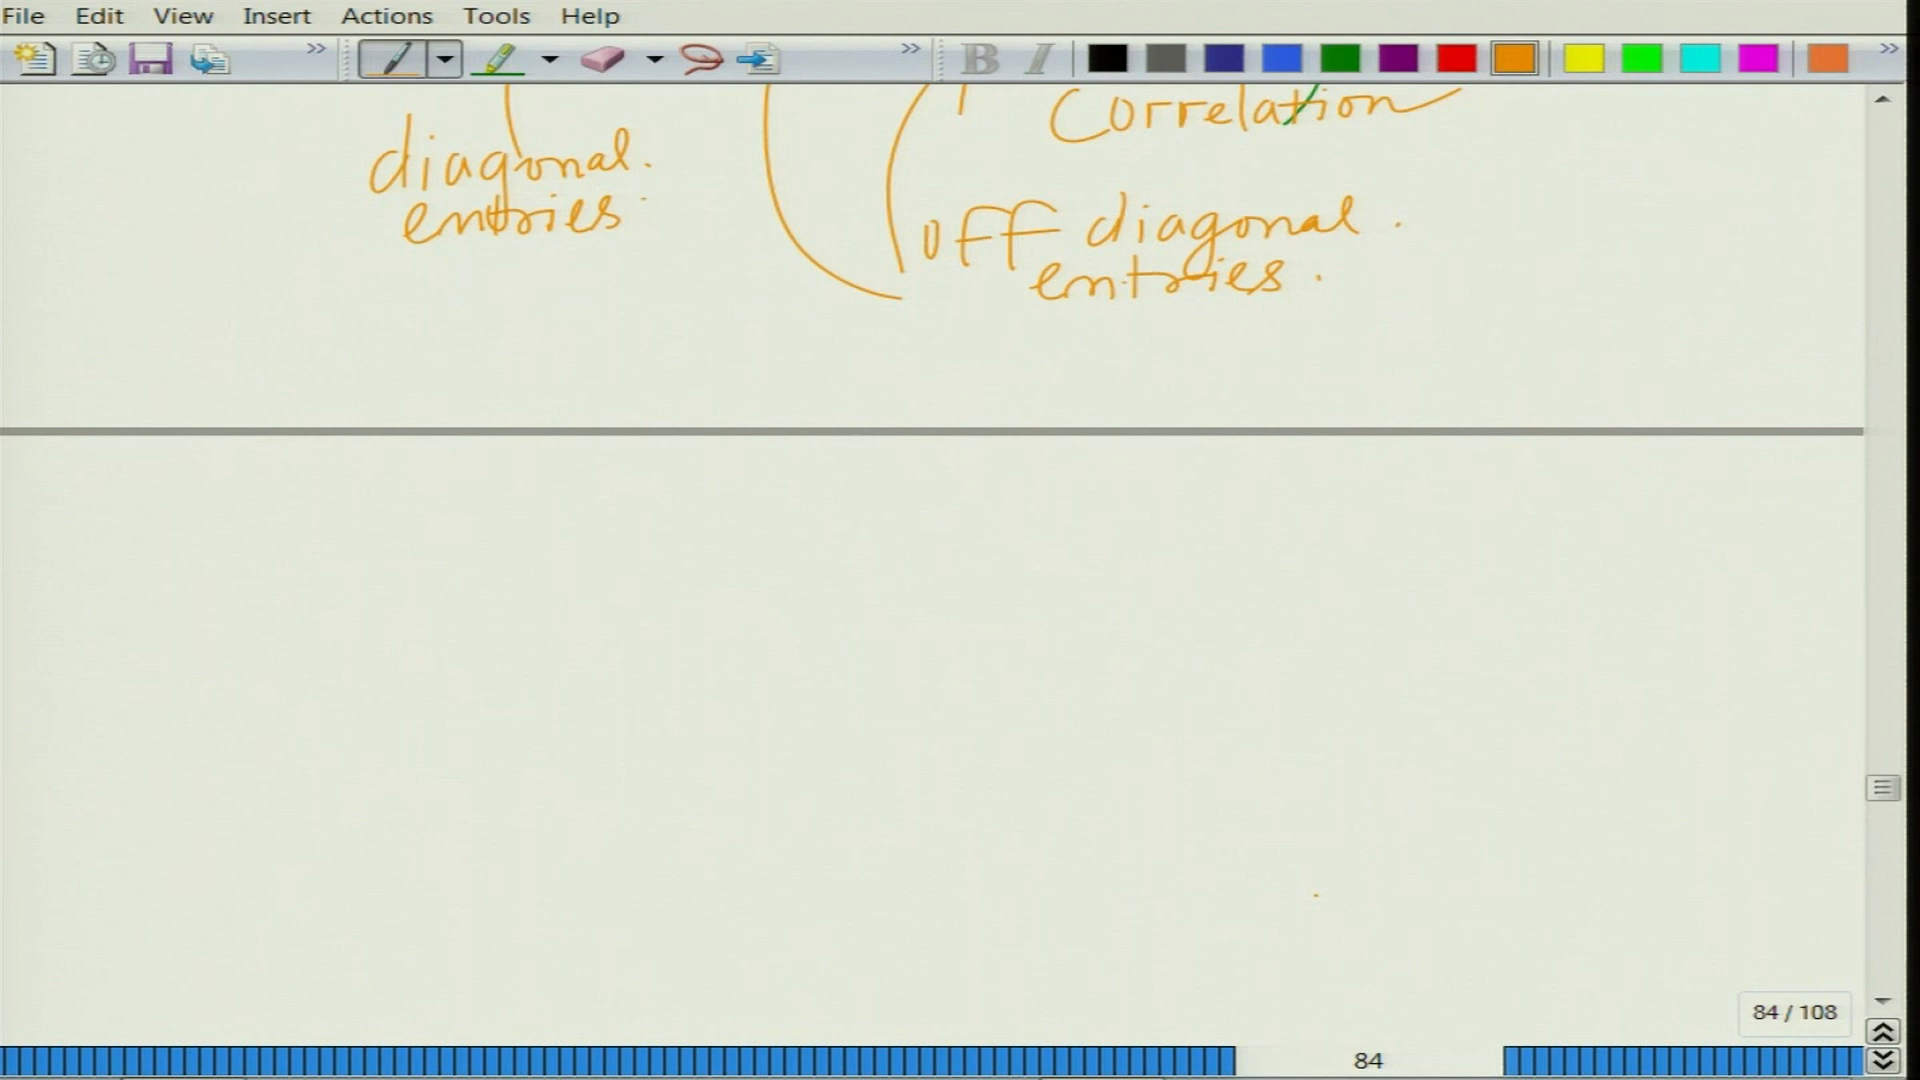 File Edit View Insert Actions Tools Help
B I
Correlation
diagonal.
entries
off diagonal.
entries.
84 / 108
84